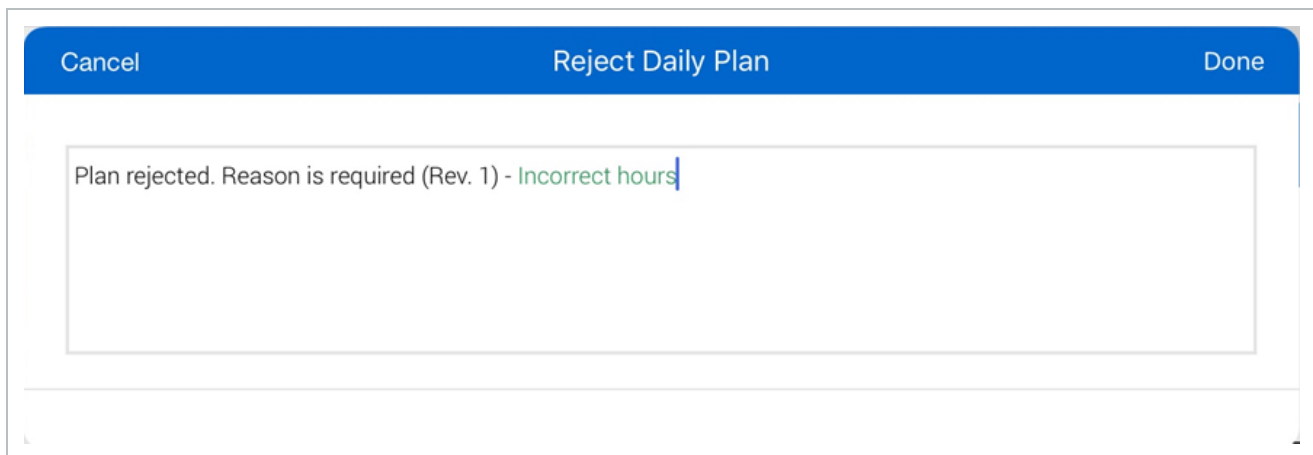 Cancel Reject Daily Plan Done
Plan rejected. Reason is required (Rev. 1) - Incorrect hours